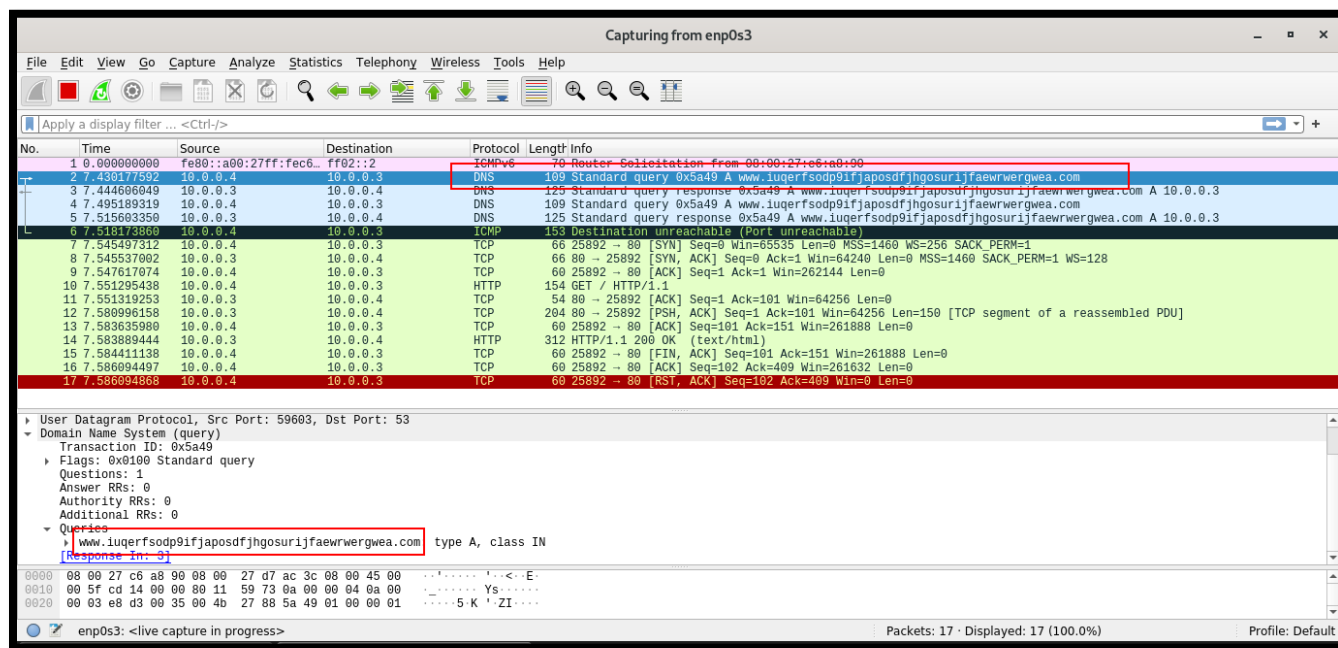 Capturing from enp0s3
File Edit View Go Capture Analyze Statistics Telephony Wireless Tools Help
Apply a display filter ... <Ctrl-/>
No. Time Source Destination Protocol Length Info
1 0.000000000 fe80::a00:27ff:fec6… ff02::2 ICMPv6 70 Router Solicitation from 08:00:27:c6:a8:90
2 7.430177592 10.0.0.4 10.0.0.3 DNS 109 Standard query 0x5a49 A www.iuqerfsodp9ifjaposdfjhgosurijfaewrwergwea.com
3 7.444606049 10.0.0.3 10.0.0.4 DNS 125 Standard query response 0x5a49 A www.iuqerfsodp9ifjaposdfjhgosurijfaewrwergwea.com A 10.0.0.3
4 7.495189319 10.0.0.4 10.0.0.3 DNS 109 Standard query 0x5a49 A www.iuqerfsodp9ifjaposdfjhgosurijfaewrwergwea.com
5 7.515603350 10.0.0.3 10.0.0.4 DNS 125 Standard query response 0x5a49 A www.iuqerfsodp9ifjaposdfjhgosurijfaewrwergwea.com A 10.0.0.3
6 7.518173860 10.0.0.4 10.0.0.3 ICMP 153 Destination unreachable (Port unreachable)
7 7.545497312 10.0.0.4 10.0.0.3 TCP 66 25892 → 80 [SYN] Seq=0 Win=65535 Len=0 MSS=1460 WS=256 SACK_PERM=1
8 7.545537002 10.0.0.3 10.0.0.4 TCP 66 80 → 25892 [SYN, ACK] Seq=0 Ack=1 Win=64240 Len=0 MSS=1460 SACK_PERM=1 WS=128
9 7.547617074 10.0.0.4 10.0.0.3 TCP 60 25892 → 80 [ACK] Seq=1 Ack=1 Win=262144 Len=0
10 7.551295438 10.0.0.4 10.0.0.3 HTTP 154 GET / HTTP/1.1
11 7.551319253 10.0.0.3 10.0.0.4 TCP 54 80 → 25892 [ACK] Seq=1 Ack=101 Win=64256 Len=0
12 7.580996158 10.0.0.3 10.0.0.4 TCP 204 80 → 25892 [PSH, ACK] Seq=1 Ack=101 Win=64256 Len=150 [TCP segment of a reassembled PDU]
13 7.583635980 10.0.0.4 10.0.0.3 TCP 60 25892 → 80 [ACK] Seq=101 Ack=151 Win=261888 Len=0
14 7.583889444 10.0.0.3 10.0.0.4 HTTP 312 HTTP/1.1 200 OK (text/html)
15 7.584411138 10.0.0.4 10.0.0.3 TCP 60 25892 → 80 [FIN, ACK] Seq=101 Ack=151 Win=261888 Len=0
16 7.586094497 10.0.0.4 10.0.0.3 TCP 60 25892 → 80 [ACK] Seq=102 Ack=409 Win=261632 Len=0
17 7.586094868 10.0.0.4 10.0.0.3 TCP 60 25892 → 80 [RST, ACK] Seq=102 Ack=409 Win=0 Len=0
User Datagram Protocol, Src Port: 59603, Dst Port: 53
Domain Name System (query)
Transaction ID: 0x5a49
Flags: 0x0100 Standard query
Questions: 1
Answer RRs: 0
Authority RRs: 0
Additional RRs: 0
Queries
www.iuqerfsodp9ifjaposdfjhgosurijfaewrwergwea.com: type A, class IN
[Response In: 3]
0000 08 00 27 c6 a8 90 08 00 27 d7 ac 3c 08 00 45 00 ··'····· '··<··E·
0010 00 5f cd 14 00 00 80 11 59 73 0a 00 00 04 0a 00 ·_······ Ys······
0020 00 03 e8 d3 00 35 00 4b 27 88 5a 49 01 00 00 01 ·····5·K '·ZI····
enp0s3: <live capture in progress> Packets: 17 · Displayed: 17 (100.0%) Profile: Default